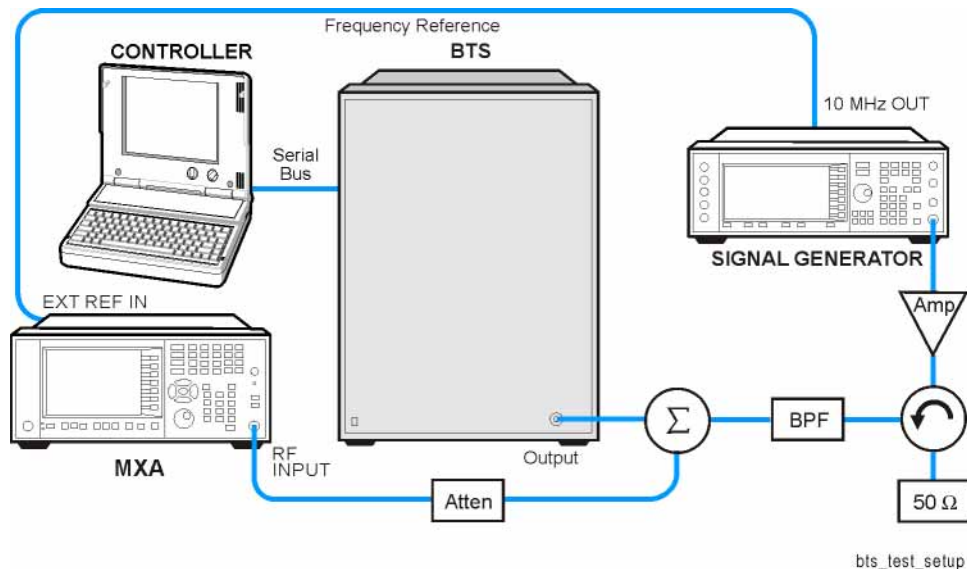 Frequency Reference
CONTROLLER
BTS
10 MHz OUT
Serial
Bus
SIGNAL GENERATOR
EXT REF IN
Amp
Σ
BPF
RF
INPUT
Output
MXA
Atten
50 Ω
bts_test_setup